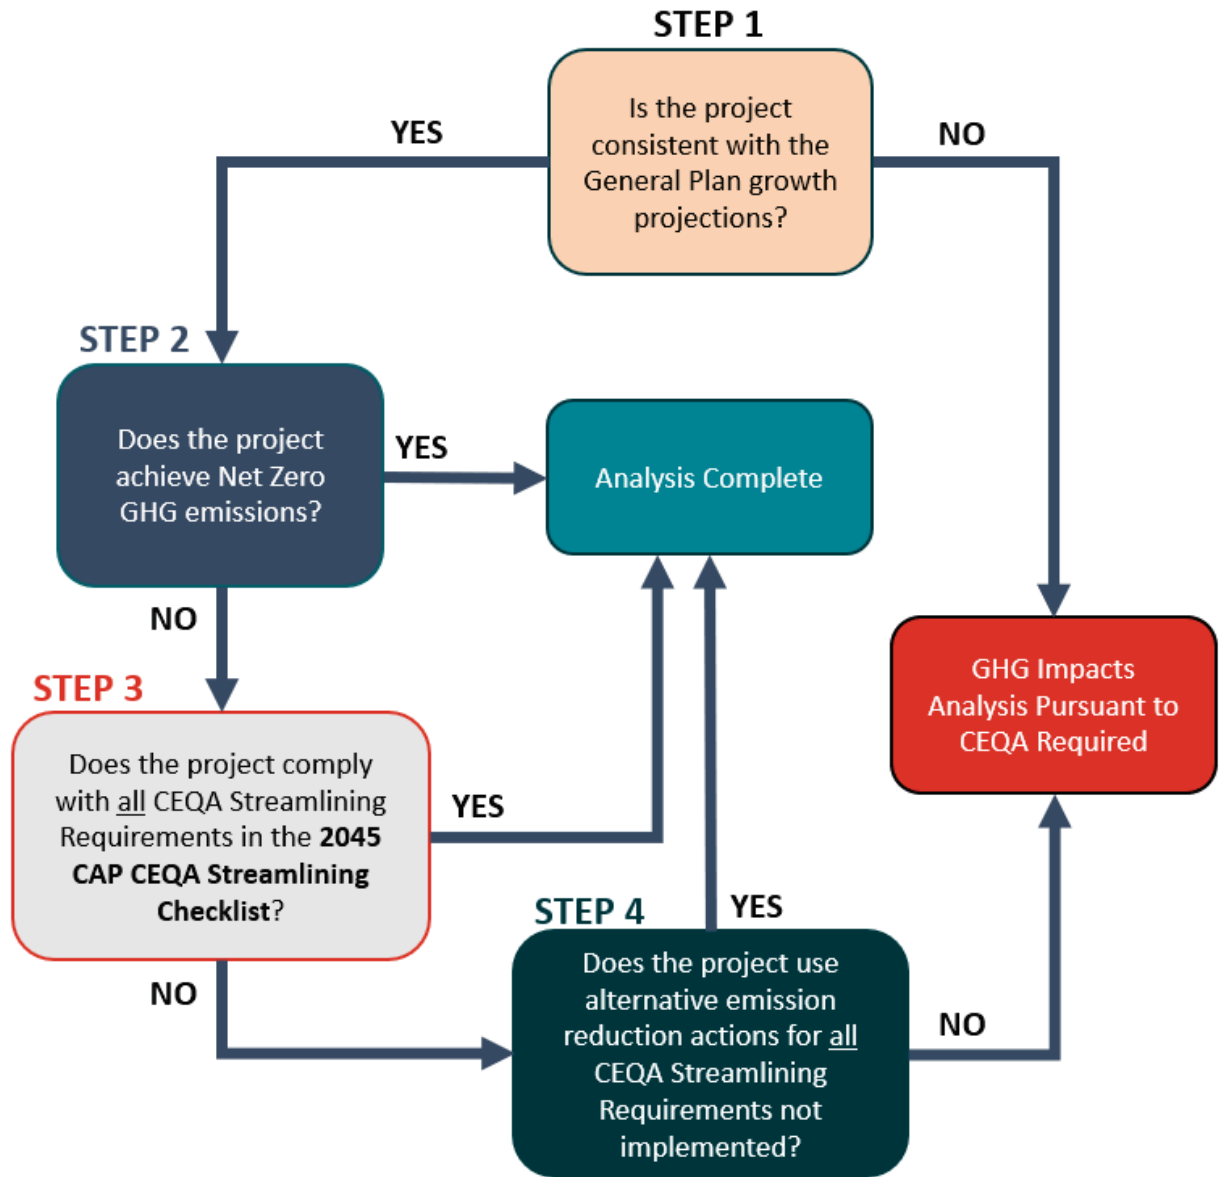 STEP 1
Is the project
consistent with the
General Plan growth
projections?
YES
NO
STEP 2
Does the project
achieve Net Zero
GHG emissions?
YES
Analysis Complete
NO
GHG Impacts
Analysis Pursuant to
CEQA Required
STEP 3
Does the project comply
with all CEQA Streamlining
Requirements in the 2045
CAP CEQA Streamlining
Checklist?
YES
NO
STEP 4
YES
Does the project use
alternative emission
reduction actions for all
CEQA Streamlining
Requirements not
implemented?
NO